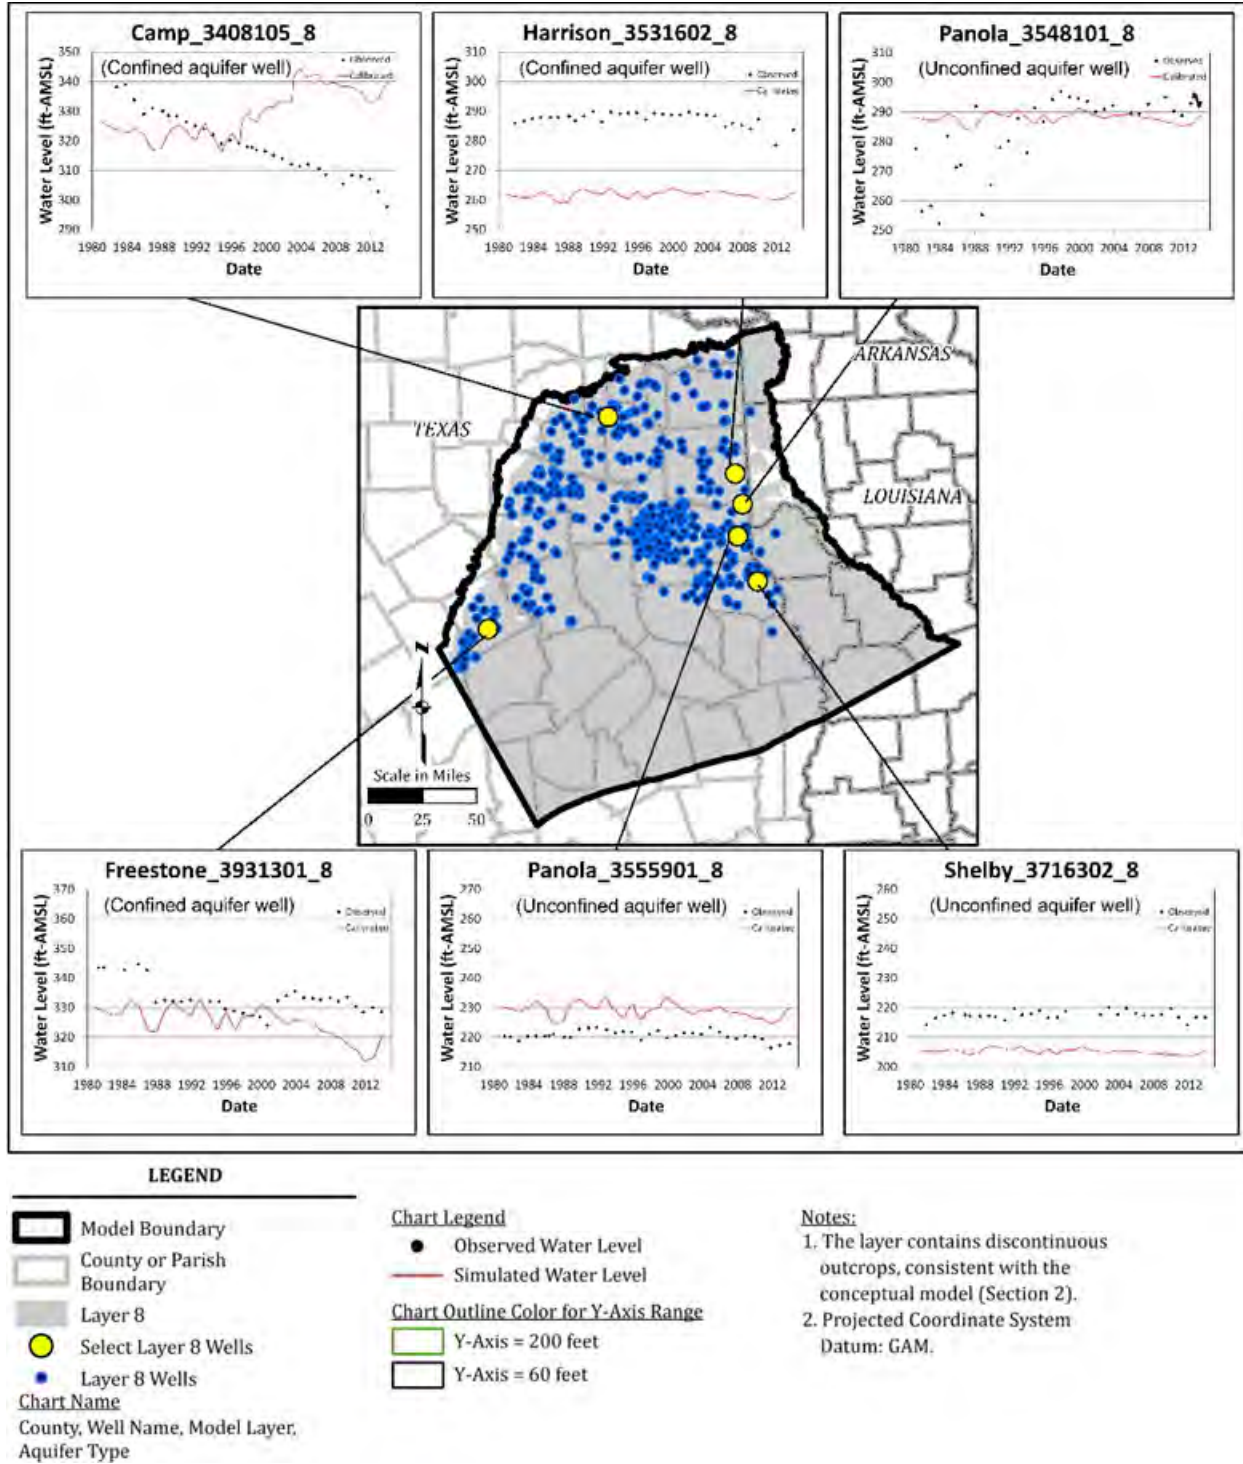 Camp_3408105_8
(Confined aquifer well)
Observed
Calibrated
Water Level (ft-AMSL)
350
340
330
320
310
300
290
1980 1984 1988 1992 1996 2000 2004 2008 2012
Date
Harrison_3531602_8
(Confined aquifer well)
Observed
Water Level (ft-AMSL)
310
300
290
280
270
260
250
1980 1984 1988 1992 1996 2000 2004 2008 2012
Date
Panola_3548101_8
(Unconfined aquifer well)
Observed
Calibrated
Water Level (ft-AMSL)
310
300
290
280
270
260
250
1980 1984 1988 1992 1996 2000 2004 2008 2012
Date
ARKANSAS
TEXAS
LOUISIANA
N
Scale in Miles
0 25 50
Freestone_3931301_8
(Confined aquifer well)
Observed
Calibrated
Water Level (ft-AMSL)
370
360
350
340
330
320
310
1980 1984 1988 1992 1996 2000 2004 2008 2012
Date
Panola_3555901_8
(Unconfined aquifer well)
Observed
Water Level (ft-AMSL)
270
260
250
240
230
220
210
1980 1984 1988 1992 1996 2000 2004 2008 2012
Date
Shelby_3716302_8
(Unconfined aquifer well)
Observed
Water Level (ft-AMSL)
260
250
240
230
220
210
200
1980 1984 1988 1992 1996 2000 2004 2008 2012
Date
LEGEND
Model Boundary
County or Parish
Boundary
Layer 8
Select Layer 8 Wells
Layer 8 Wells
Chart Name
County, Well Name, Model Layer,
Aquifer Type
Chart Legend
Observed Water Level
Simulated Water Level
Chart Outline Color for Y-Axis Range
Y-Axis = 200 feet
Y-Axis = 60 feet
Notes:
1. The layer contains discontinuous
outcrops, consistent with the
conceptual model (Section 2).
2. Projected Coordinate System
Datum: GAM.